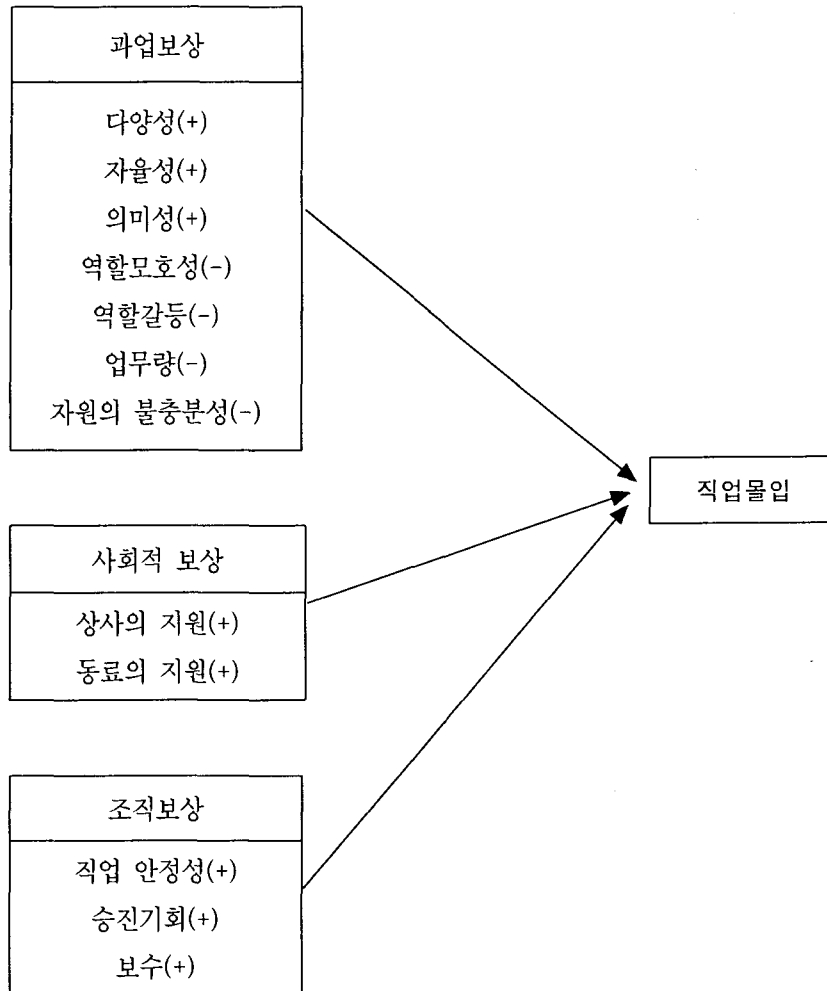 과업보상
다양성(+)
자율성(+)
의미성(+)
역할모호성(-)
역할갈등(-)
업무량(-)
자원의 불충분성(-)
직업몰입
사회적 보상
상사의 지원(+)
동료의 지원(+)
조직보상
직업 안정성(+)
승진기회(+)
보수(+)